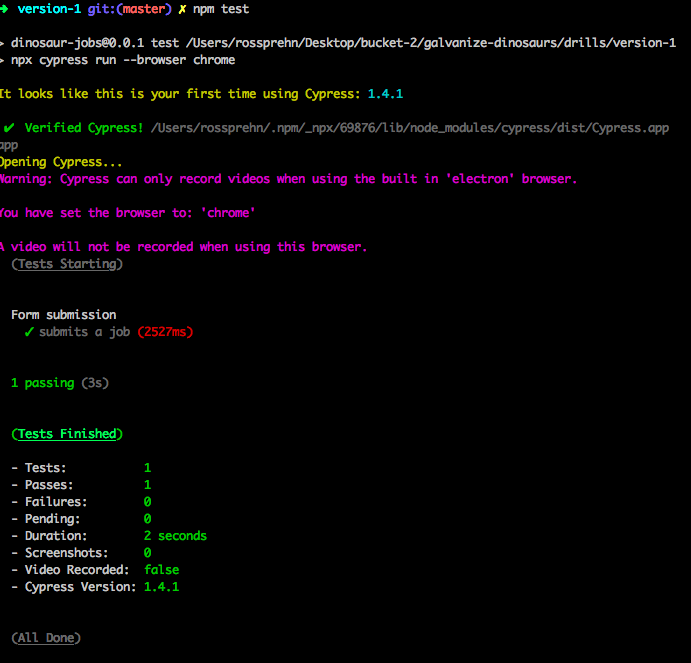 ➜ version-1 git:(master) ✗ npm test
> dinosaur-jobs@0.0.1 test /Users/rossprehn/Desktop/bucket-2/galvanize-dinosaurs/drills/version-1
> npx cypress run --browser chrome
It looks like this is your first time using Cypress: 1.4.1
✔ Verified Cypress! /Users/rossprehn/.npm/_npx/69876/lib/node_modules/cypress/dist/Cypress.app
app
Opening Cypress...
Warning: Cypress can only record videos when using the built in 'electron' browser.
You have set the browser to: 'chrome'
A video will not be recorded when using this browser.
(Tests Starting)
Form submission
✓ submits a job (2527ms)
1 passing (3s)
(Tests Finished)
- Tests: 1
- Passes: 1
- Failures: 0
- Pending: 0
- Duration: 2 seconds
- Screenshots: 0
- Video Recorded: false
- Cypress Version: 1.4.1
(All Done)